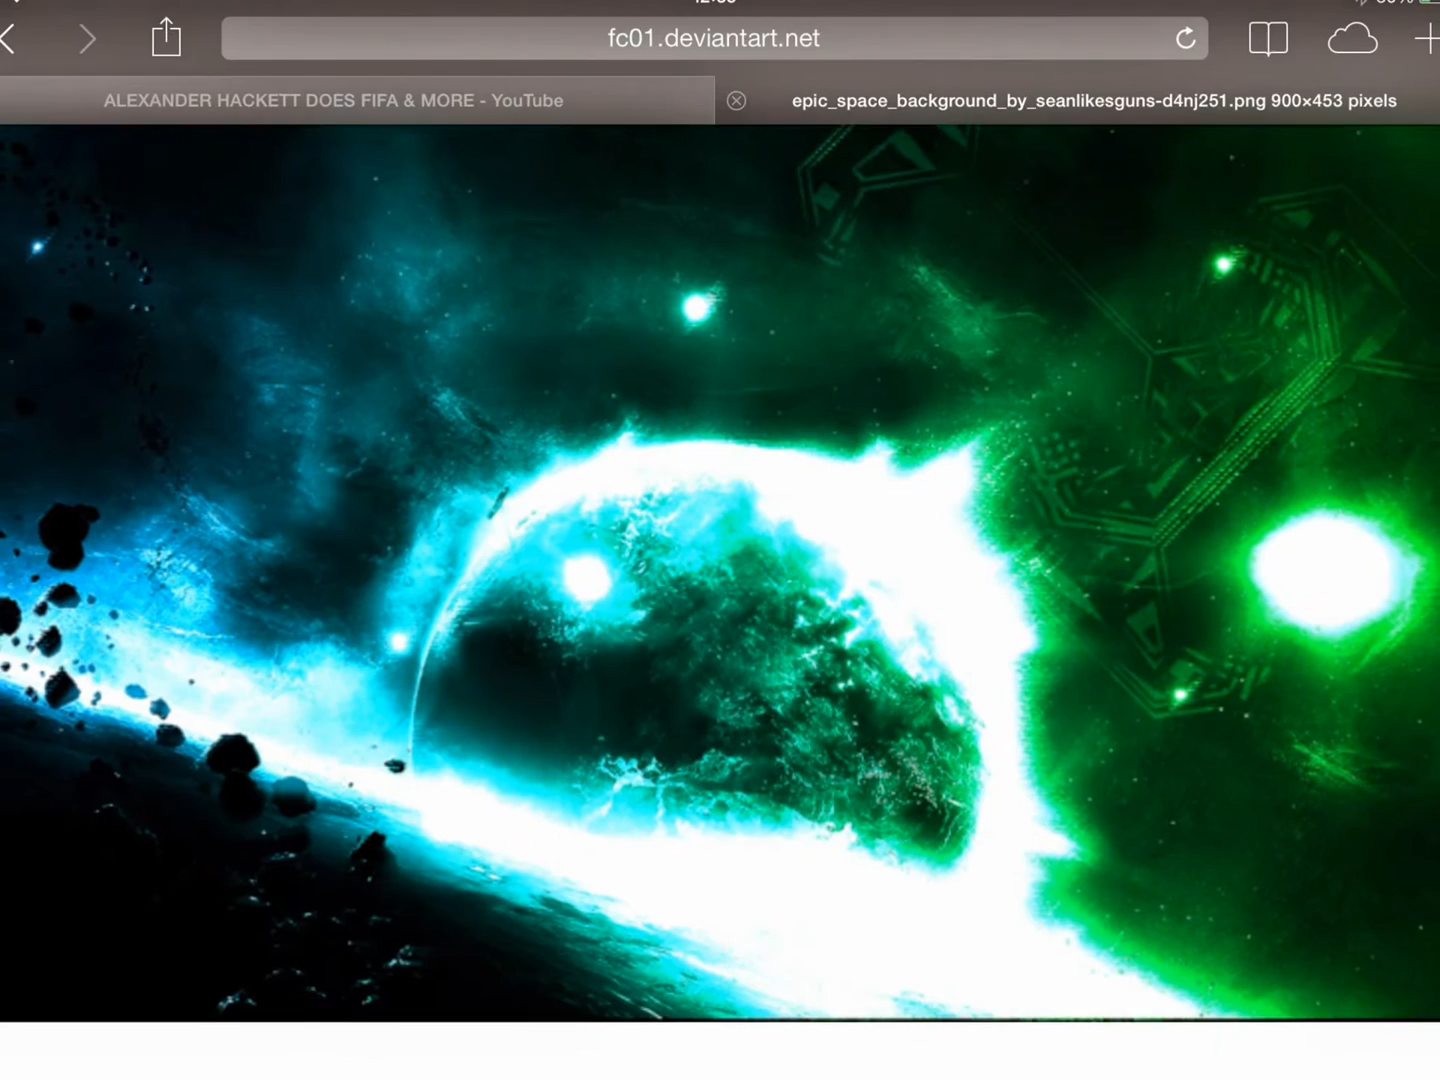 fc01.deviantart.net
ALEXANDER HACKETT DOES FIFA & MORE - YouTube
epic_space_background_by_seanlikesguns-d4nj251.png 900×453 pixels